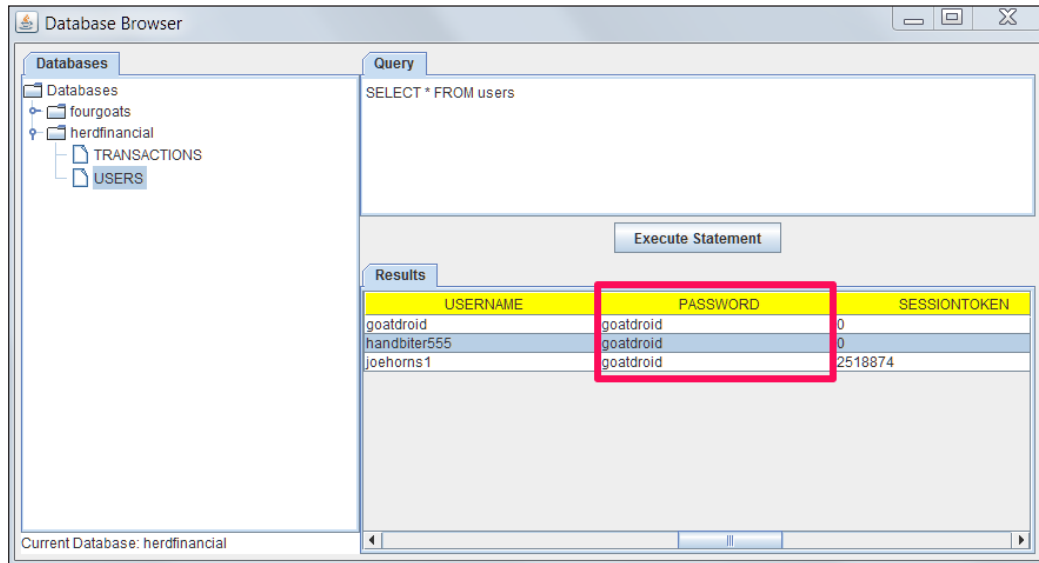 Database Browser
Databases
Databases
fourgoats
herdfinancial
TRANSACTIONS
USERS
Current Database: herdfinancial
Query
SELECT * FROM users
Execute Statement
Results
USERNAME PASSWORD SESSIONTOKEN
goatdroid goatdroid 0
handbiter555 goatdroid 0
joehorns1 goatdroid 2518874